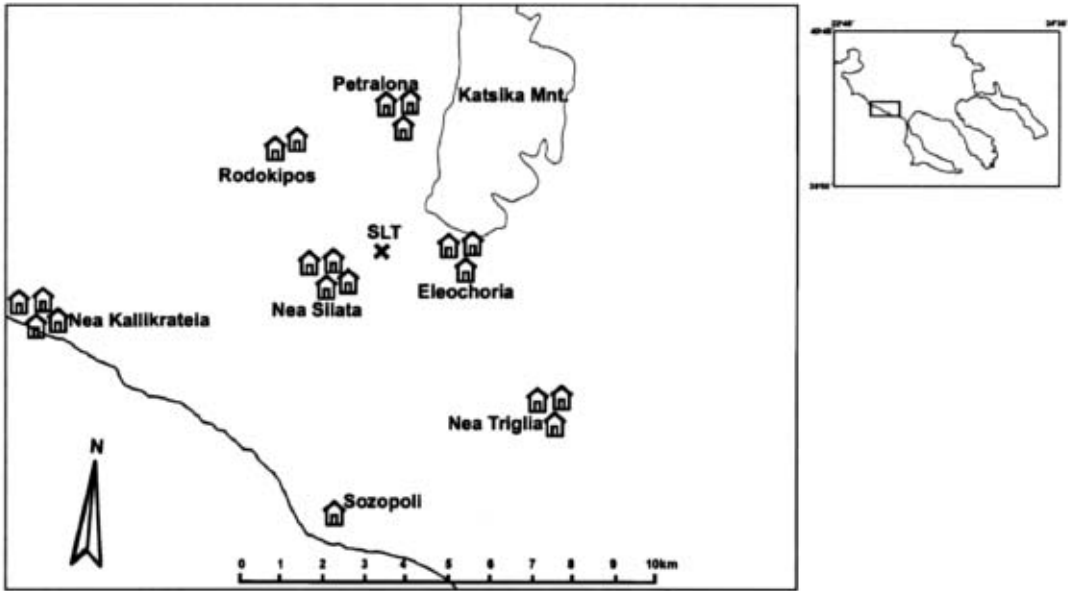 Petralona
Katsika Mnt.
Rodokipos
SLT
Eleochoria
Nea Silata
Nea Kallikrateia
Nea Triglia
N
Sozopoli
0 1 2 3 4 5 6 7 8 9 10km